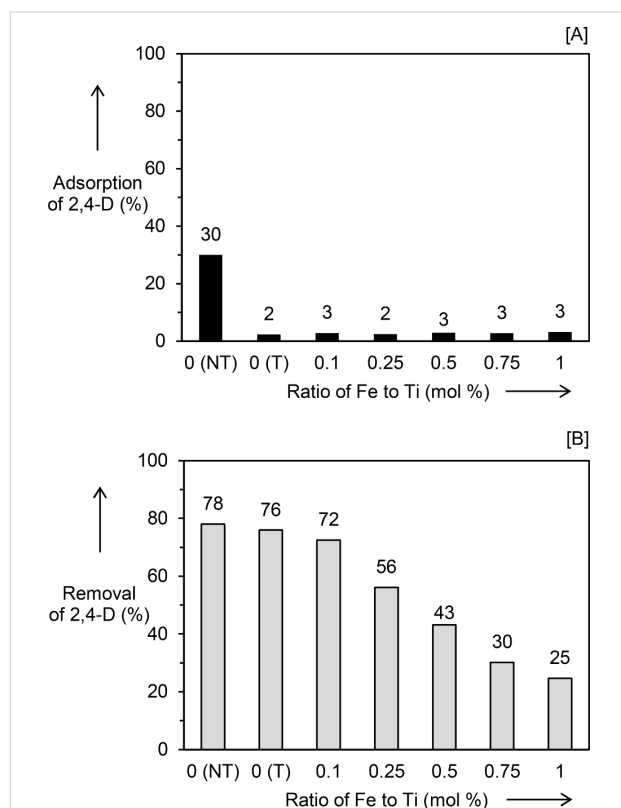 [A]
100
80
60
40
20
0
Adsorption
of 2,4-D (%)
30
2
3
2
3
3
3
0 (NT) 0 (T) 0.1 0.25 0.5 0.75 1
Ratio of Fe to Ti (mol %)
[B]
100
80
60
40
20
0
Removal
of 2,4-D (%)
78
76
72
56
43
30
25
0 (NT) 0 (T) 0.1 0.25 0.5 0.75 1
Ratio of Fe to Ti (mol %)